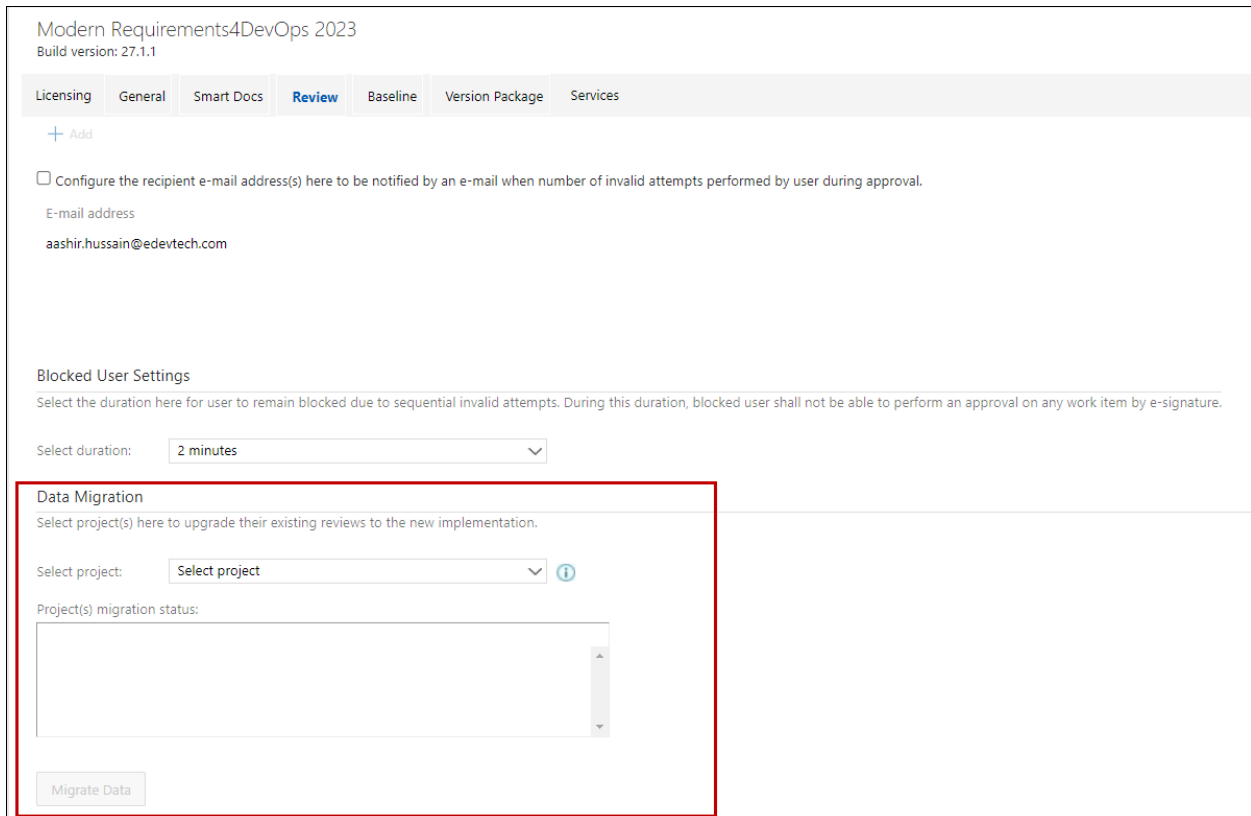 Modern Requirements4DevOps 2023
Build version: 27.1.1
Licensing General Smart Docs Review Baseline Version Package Services
Add
Configure the recipient e-mail address(s) here to be notified by an e-mail when number of invalid attempts performed by user during approval.
E-mail address
aashir.hussain@edevtech.com
Blocked User Settings
Select the duration here for user to remain blocked due to sequential invalid attempts. During this duration, blocked user shall not be able to perform an approval on any work item by e-signature.
Select duration: 2 minutes
Data Migration
Select project(s) here to upgrade their existing reviews to the new implementation.
Select project: Select project
Project(s) migration status:
Migrate Data